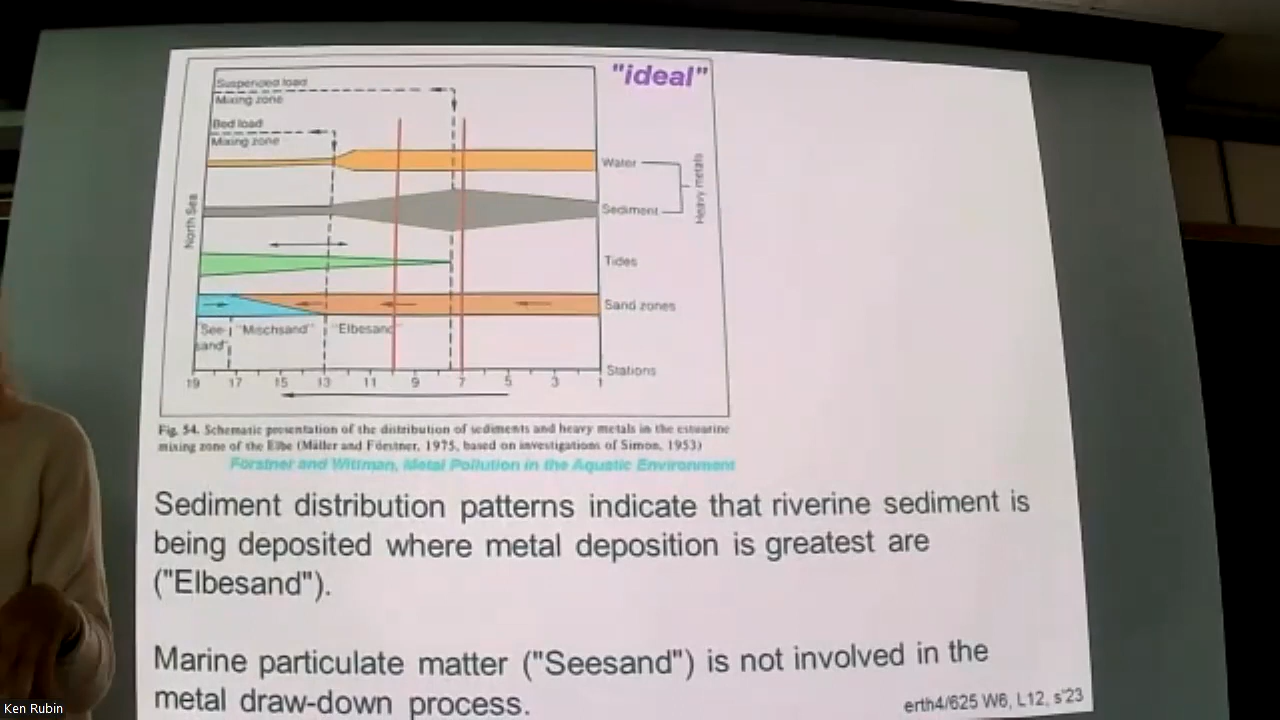 "ideal"
Suspended load
Mixing zone
Bed load
Mixing zone
Water
Heavy metals
Sediment
North Sea
Tides
Sand zones
"See-
sand"
"Mischsand"
"Elbesand"
Stations
19 17 15 13 11 9 7 5 3 1
Fig. 54. Schematic presentation of the distribution of sediments and heavy metals in the estuarine
mixing zone of the Elbe (Müller and Förstner, 1975, based on investigations of Simon, 1953)
Forstner and Wittman, Metal Pollution in the Aquatic Environment
Sediment distribution patterns indicate that riverine sediment is
being deposited where metal deposition is greatest are
("Elbesand").
Marine particulate matter ("Seesand") is not involved in the
metal draw-down process.
erth4/625 W6, L12, s'23
Ken Rubin